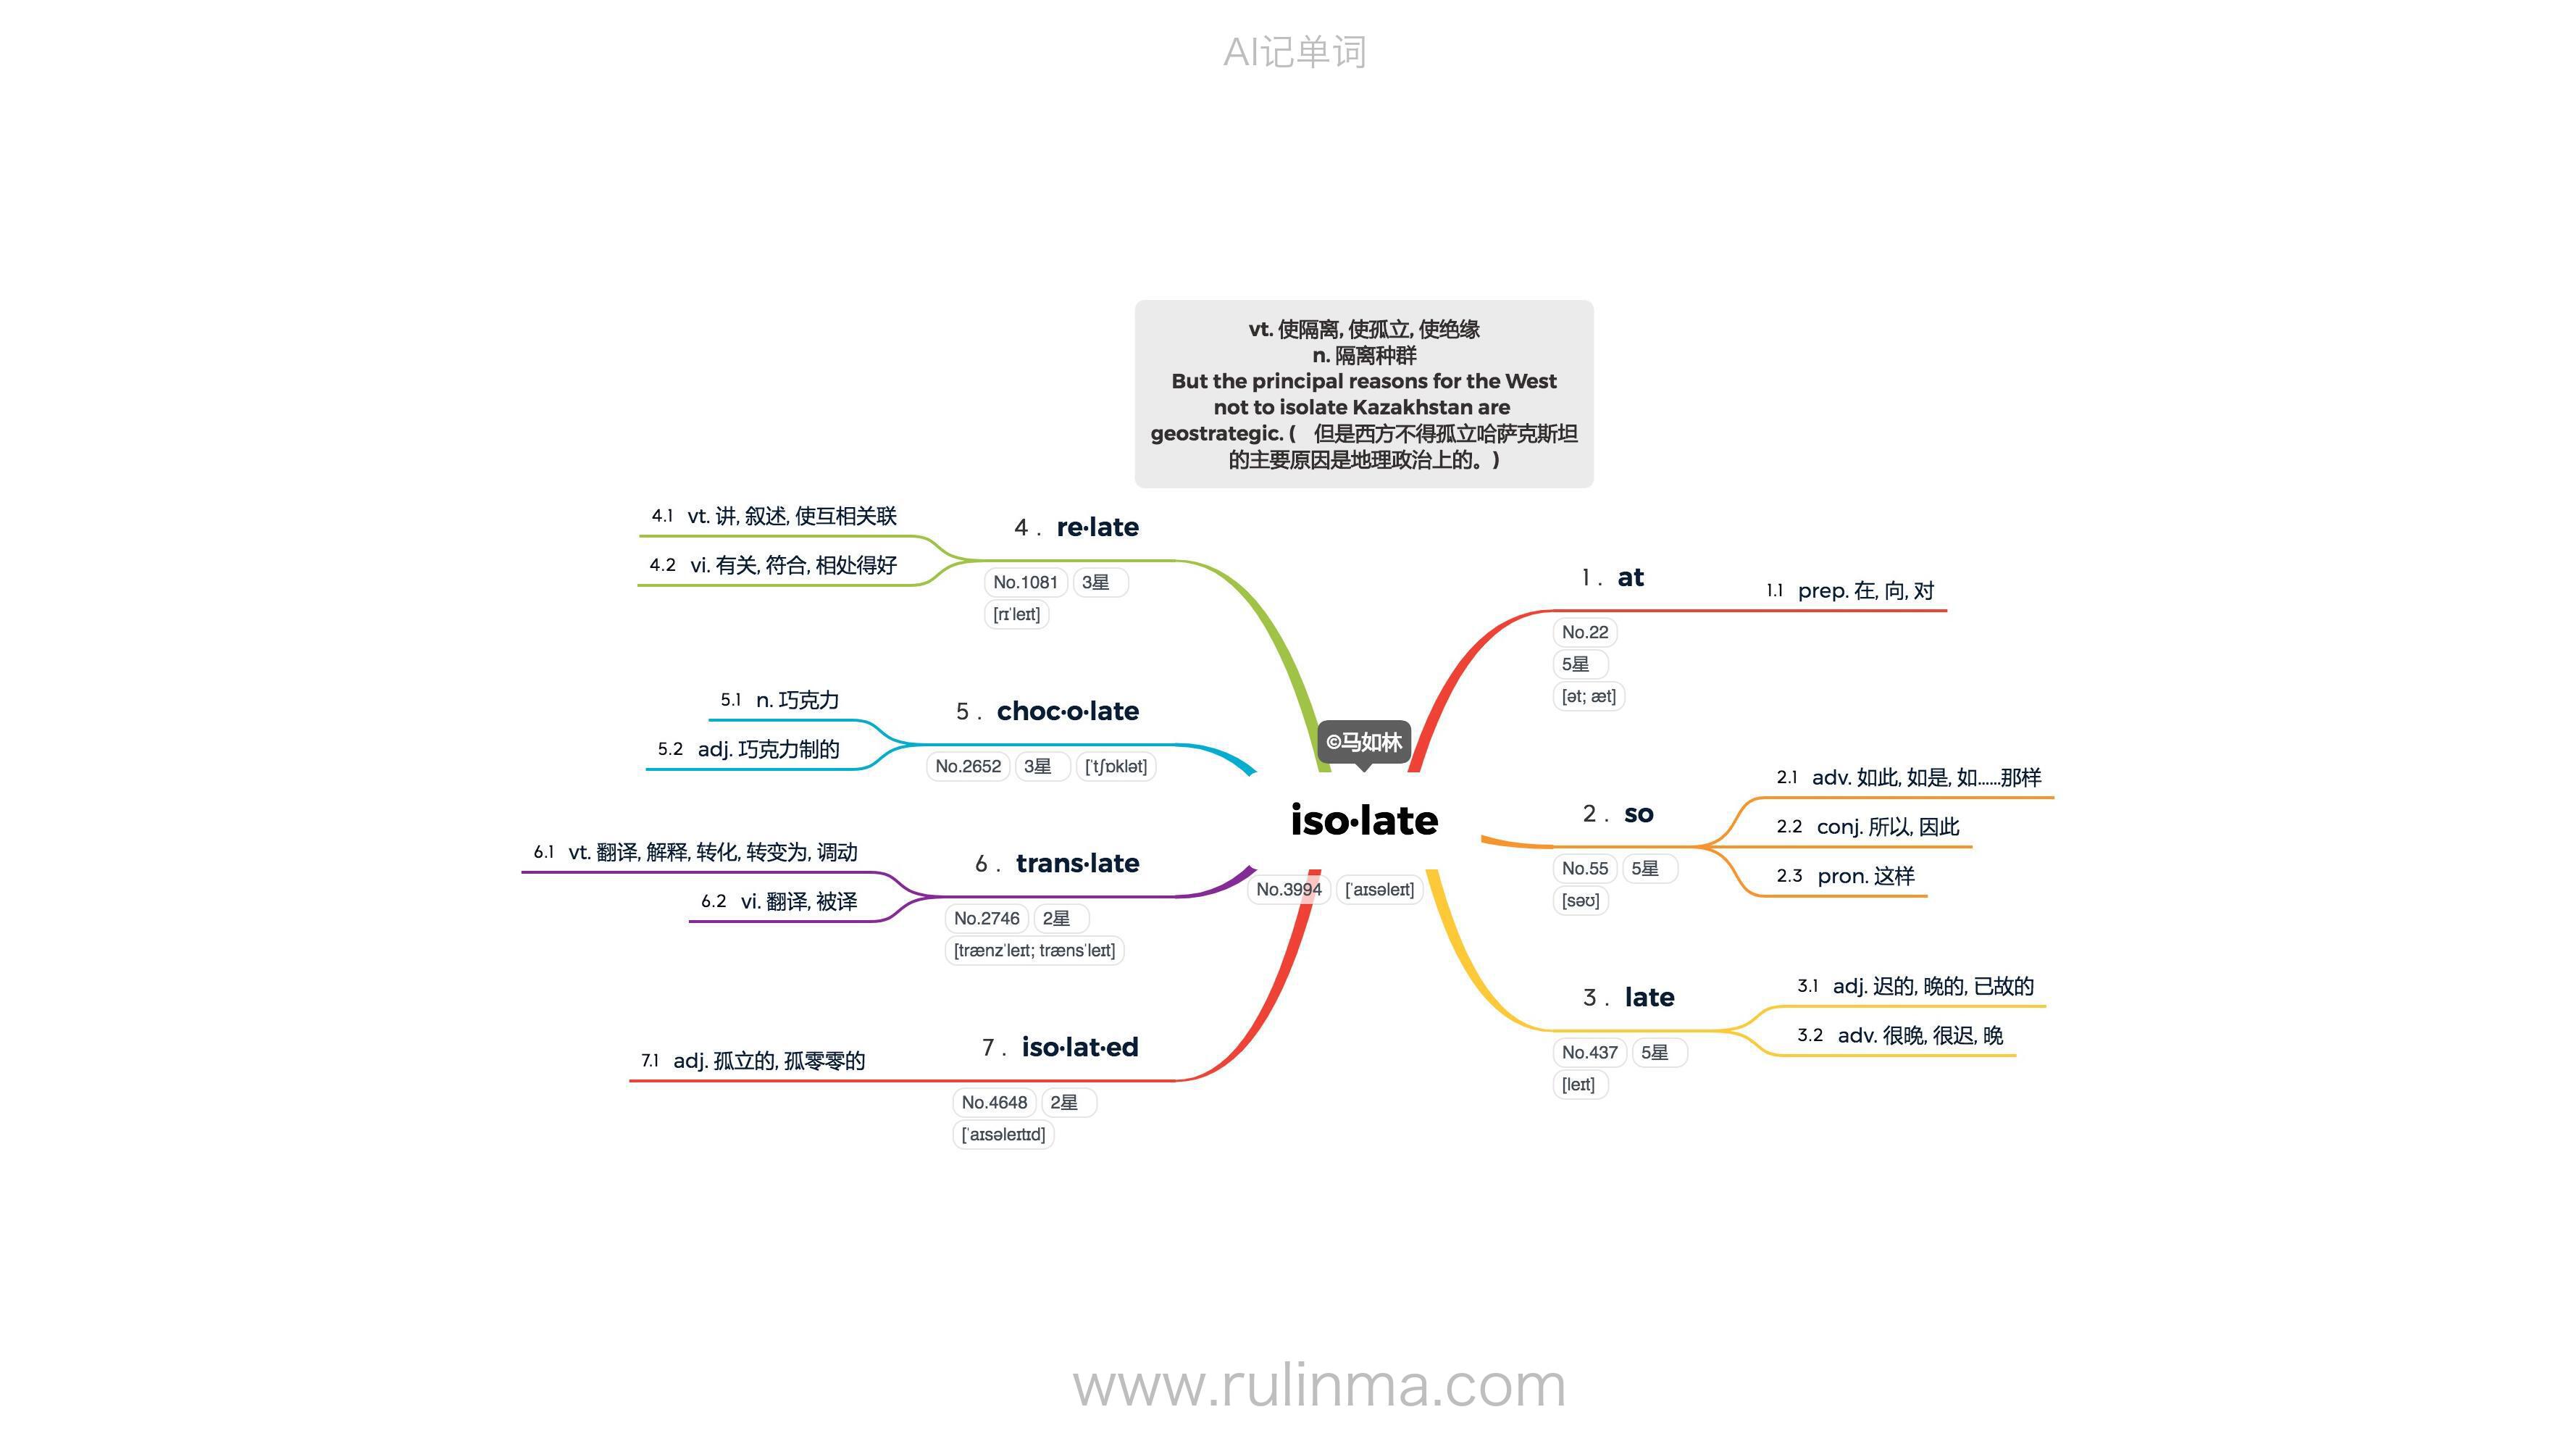 AI记单词
vt. 使隔离, 使孤立, 使绝缘
n. 隔离种群
But the principal reasons for the West
not to isolate Kazakhstan are
geostrategic. ( 但是西方不得孤立哈萨克斯坦
的主要原因是地理政治上的。)
©马如林
iso·late
No.3994 [ˈaɪsəleɪt]
1 . at
No.22
5星
[ət; æt]
1.1 prep. 在, 向, 对
2 . so
No.55 5星
[səʊ]
2.1 adv. 如此, 如是, 如......那样
2.2 conj. 所以, 因此
2.3 pron. 这样
3 . late
No.437 5星
[leɪt]
3.1 adj. 迟的, 晚的, 已故的
3.2 adv. 很晚, 很迟, 晚
4 . re·late
No.1081 3星
[rɪˈleɪt]
4.1 vt. 讲, 叙述, 使互相关联
4.2 vi. 有关, 符合, 相处得好
5 . choc·o·late
No.2652 3星 [ˈtʃɒklət]
5.1 n. 巧克力
5.2 adj. 巧克力制的
6 . trans·late
No.2746 2星
[trænzˈleɪt; trænsˈleɪt]
6.1 vt. 翻译, 解释, 转化, 转变为, 调动
6.2 vi. 翻译, 被译
7 . iso·lat·ed
No.4648 2星
[ˈaɪsəleɪtɪd]
7.1 adj. 孤立的, 孤零零的
www.rulinma.com